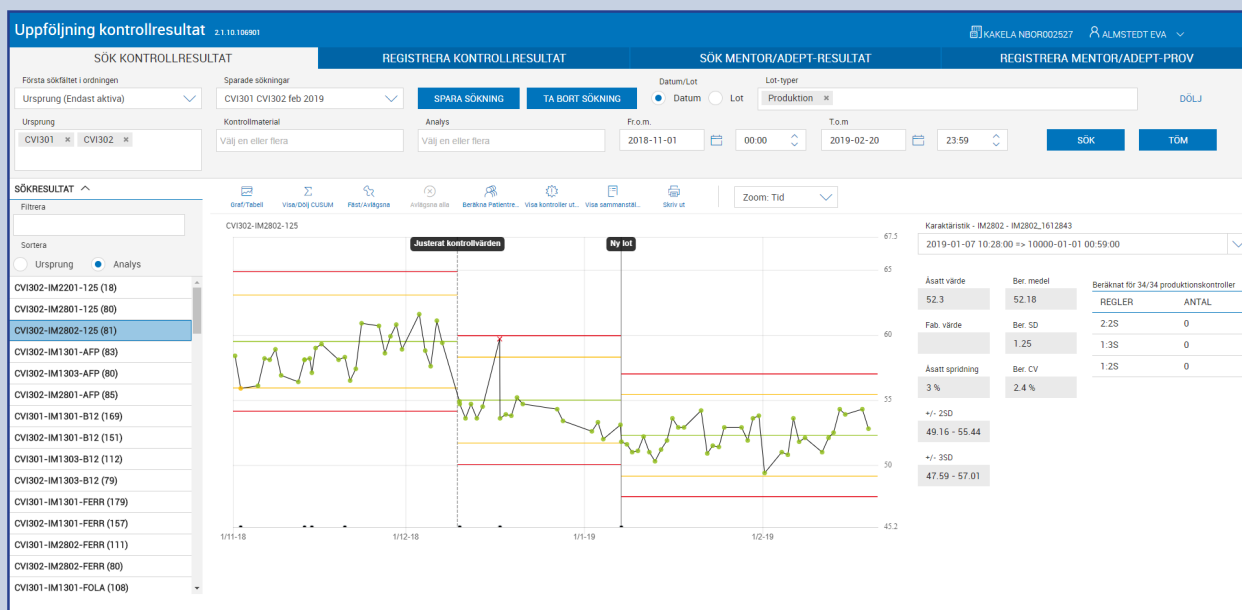 Uppföljning kontrollresultat 2.1.10.106901
KAKELA NBOR002527 ALMSTEDT EVA
SÖK KONTROLLRESULTAT REGISTRERA KONTROLLRESULTAT SÖK MENTOR/ADEPT-RESULTAT REGISTRERA MENTOR/ADEPT-PROV
Första sökfältet i ordningen Sparade sökningar Datum/Lot Lot-typer
Ursprung (Endast aktiva) CVI301 CVI302 feb 2019 SPARA SÖKNING TA BORT SÖKNING Datum Lot Produktion × DÖLJ
Ursprung Kontrollmaterial Analys Fr.o.m. T.o.m
CVI301 × CVI302 × Välj en eller flera Välj en eller flera 2018-11-01 00:00 2019-02-20 23:59 SÖK TÖM
SÖKRESULTAT
Filtrera
Sortera
Ursprung Analys
CVI302-IM2201-125 (18)
CVI302-IM2801-125 (80)
CVI302-IM2802-125 (81)
CVI302-IM1301-AFP (83)
CVI302-IM1303-AFP (80)
CVI302-IM2801-AFP (85)
CVI301-IM1301-B12 (169)
CVI302-IM1301-B12 (151)
CVI301-IM1303-B12 (112)
CVI302-IM1303-B12 (79)
CVI301-IM1301-FERR (179)
CVI302-IM1301-FERR (157)
CVI301-IM2802-FERR (111)
CVI302-IM2802-FERR (80)
CVI301-IM1301-FOLA (108)
Graf/Tabell Visa/Dölj CUSUM Fäst/Avlägsna Avlägsna alla Beräkna Patientre... Visa kontroller ut... Visa sammanstäl... Skriv ut Zoom: Tid
CVI302-IM2802-125
Justerat kontrollvärden Ny lot
67.5
65
60
55
50
45.2
1/11-18 1/12-18 1/1-19 1/2-19
Karaktäristik - IM2802 - IM2802_1612843
2019-01-07 10:28:00 => 10000-01-01 00:59:00
Åsatt värde Ber. medel Beräknat för 34/34 produktionskontroller
52.3 52.18 REGLER ANTAL
Fab. värde Ber. SD 2:2S 0
1.25 1:3S 0
Åsatt spridning Ber. CV 1:2S 0
3 % 2.4 %
+/- 2SD
49.16 - 55.44
+/- 3SD
47.59 - 57.01